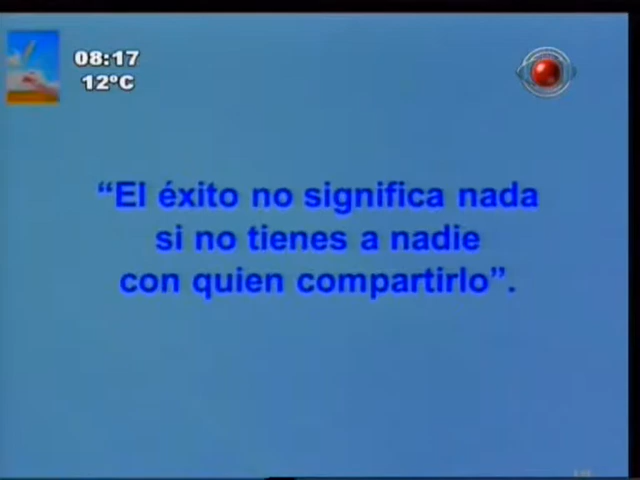 08:17
12ºC
“El éxito no significa nada
si no tienes a nadie
con quien compartirlo”.